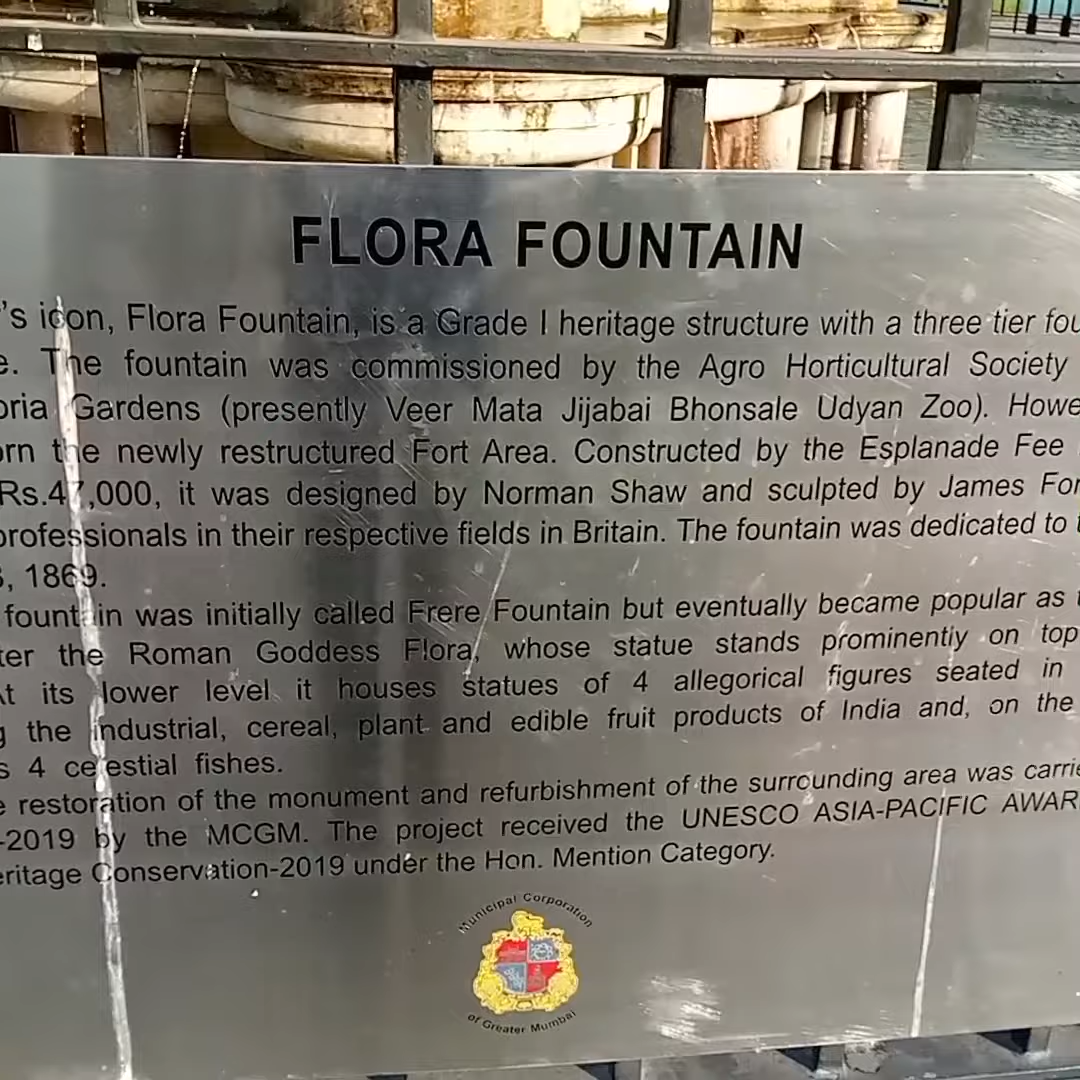 FLORA FOUNTAIN
's icon, Flora Fountain, is a Grade I heritage structure with a three tier fou
e. The fountain was commissioned by the Agro Horticultural Society
oria Gardens (presently Veer Mata Jijabai Bhonsale Udyan Zoo). Howe
orn the newly restructured Fort Area. Constructed by the Esplanade Fee
Rs.47,000, it was designed by Norman Shaw and sculpted by James For
professionals in their respective fields in Britain. The fountain was dedicated to t
, 1869.
fountain was initially called Frere Fountain but eventually became popular as t
ter the Roman Goddess Flora, whose statue stands prominently on top
At its lower level it houses statues of 4 allegorical figures seated in
g the industrial, cereal, plant and edible fruit products of India and, on the
s 4 celestial fishes.
e restoration of the monument and refurbishment of the surrounding area was carrie
-2019 by the MCGM. The project received the UNESCO ASIA-PACIFIC AWAR
eritage Conservation-2019 under the Hon. Mention Category.
Municipal Corporation
of Greater Mumbai